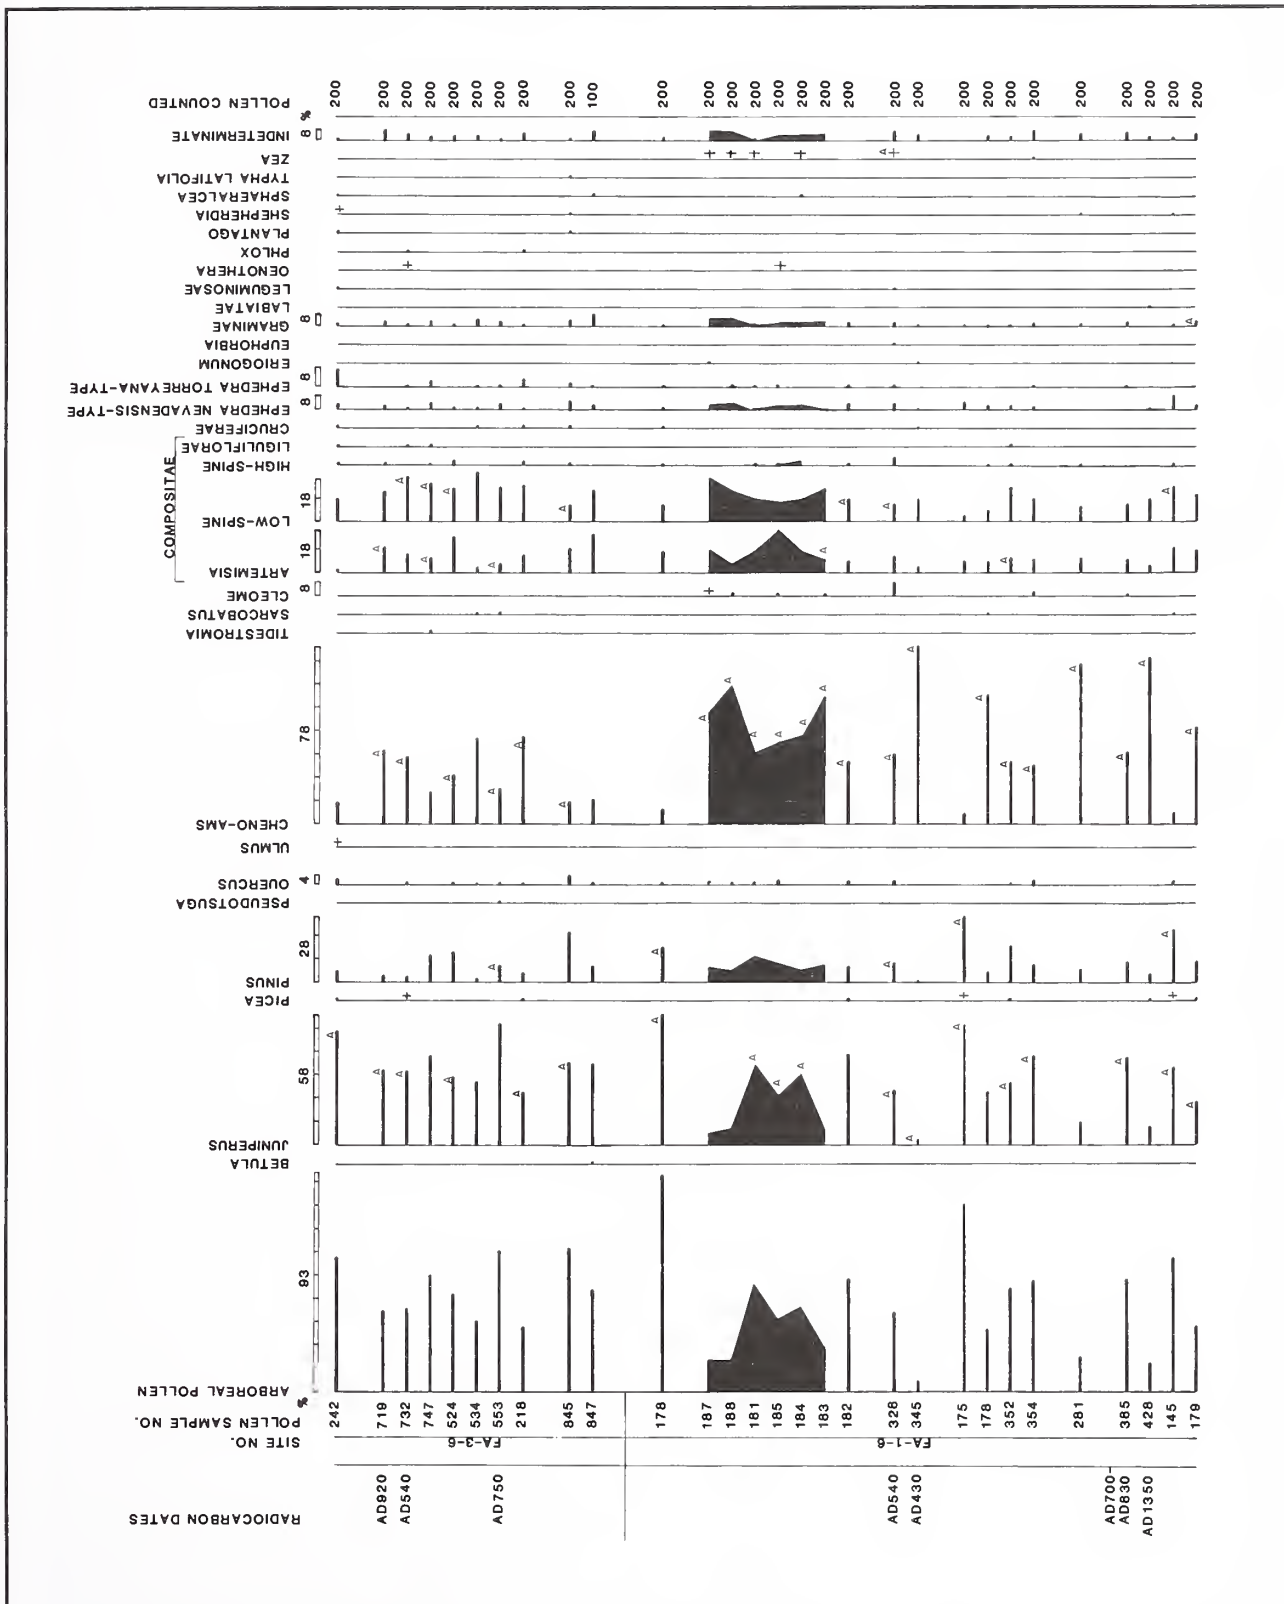 RADIOCARBON DATES
SITE NO.
POLLEN SAMPLE NO.
ARBOREAL POLLEN
BETULA
JUNIPERUS
PICEA
PINUS
PSEUDOTSUGA
QUERCUS
ULMUS
CHENO-AMS
TIDESTROMIA
SARCOBATUS
CLEOME
COMPOSITAE
ARTEMISIA
LOW-SPINE
HIGH-SPINE
LIGULIFLORAE
CRUCIFERAE
EPHEDRA NEVADENSIS-TYPE
EPHEDRA TORREYANA-TYPE
ERIOGONUM
EUPHORBIA
GRAMINAE
LABIATAE
LEGUMINOSAE
OENOTHERA
PHLOX
PLANTAGO
SHEPHERDIA
SPHAERALCEA
TYPHA LATIFOLIA
ZEA
INDETERMINATE
POLLEN COUNTED
% 93 58 28 4 78 8 18 18 8 8 8 8 %
FA-3-6
242 200
AD920 719 200
AD540 732 200
747 200
524 200
534 200
AD750 553 200
218 200
845 200
847 100
FA-1-6
178 200
187 200
188 200
181 200
185 200
184 200
183 200
182 200
AD540 328 200
AD430 345 200
175 200
178 200
352 200
354 200
281 200
AD700
AD830 385 200
AD1350 428 200
145 200
179 200